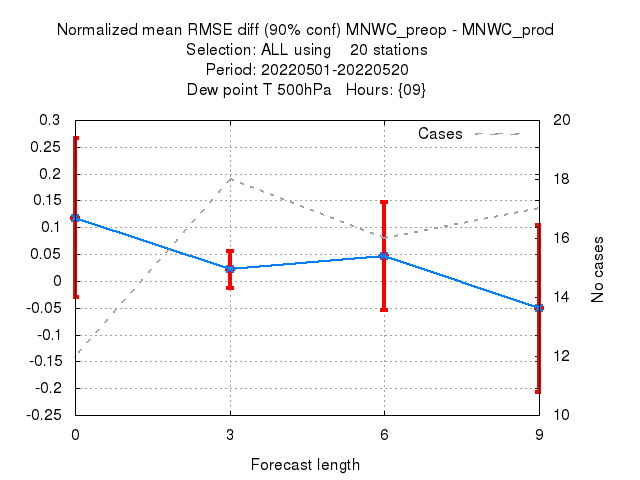 Normalized mean RMSE diff (90% conf) MNWC_preop - MNWC_prod
Selection: ALL using    20 stations
Period: 20220501-20220520
Dew point T 500hPa   Hours: {09}
Cases
0.3
0.25
0.2
0.15
0.1
0.05
0
-0.05
-0.1
-0.15
-0.2
-0.25
20
18
16
14
12
10
No cases
0 3 6 9
Forecast length